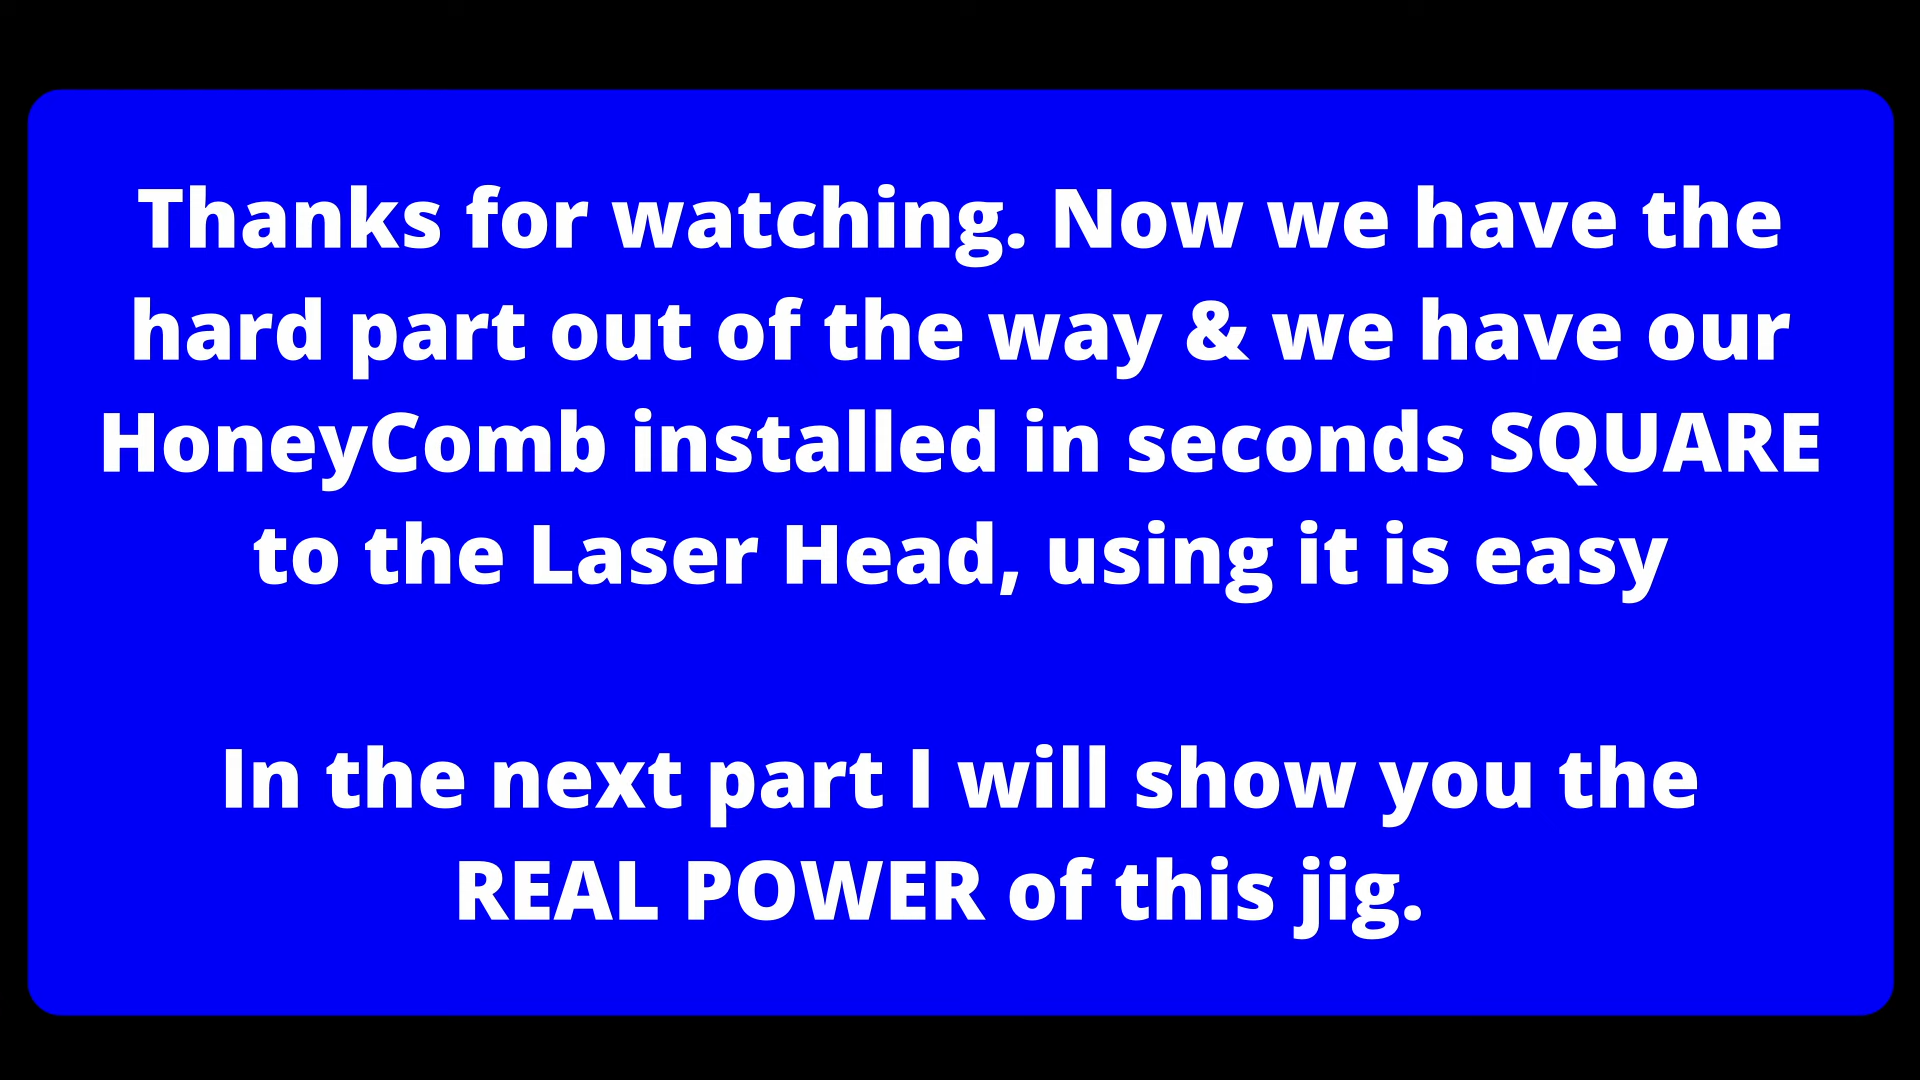 Thanks for watching. Now we have the
hard part out of the way & we have our
HoneyComb installed in seconds SQUARE
to the Laser Head, using it is easy
In the next part I will show you the
REAL POWER of this jig.